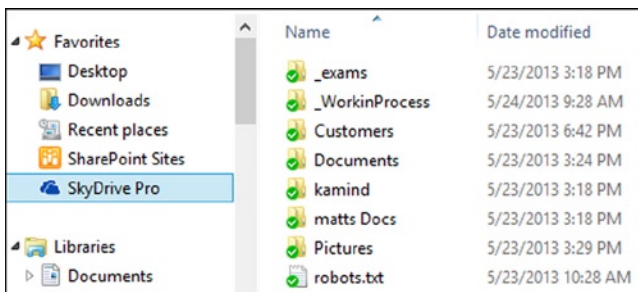 Favorites
Desktop
Downloads
Recent places
SharePoint Sites
SkyDrive Pro
Libraries
Documents
Name Date modified
_exams 5/23/2013 3:18 PM
_WorkinProcess 5/24/2013 9:28 AM
Customers 5/23/2013 6:42 PM
Documents 5/23/2013 3:24 PM
kamind 5/23/2013 3:18 PM
matts Docs 5/23/2013 3:18 PM
Pictures 5/23/2013 3:29 PM
robots.txt 5/23/2013 10:28 AM